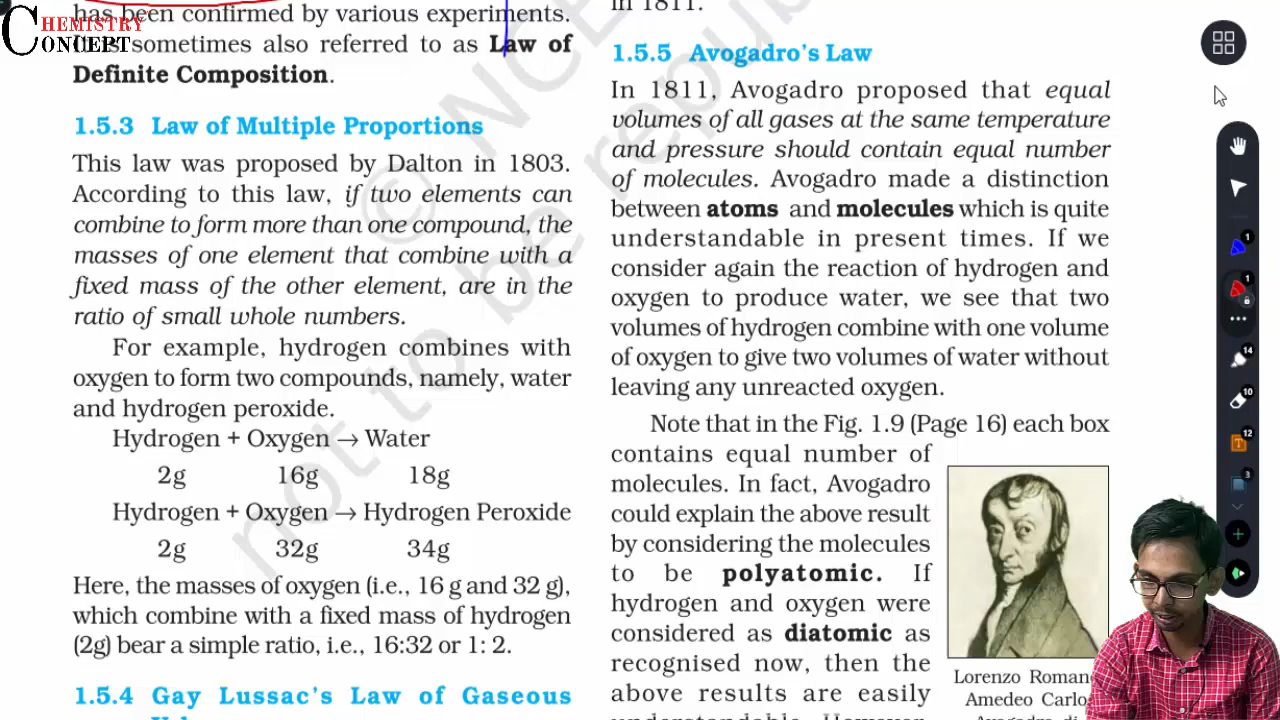 CHEMISTRY
CONCEPT
has been confirmed by various experiments.
sometimes also referred to as Law of
Definite Composition.
1.5.3 Law of Multiple Proportions
This law was proposed by Dalton in 1803.
According to this law, if two elements can
combine to form more than one compound, the
masses of one element that combine with a
fixed mass of the other element, are in the
ratio of small whole numbers.
For example, hydrogen combines with
oxygen to form two compounds, namely, water
and hydrogen peroxide.
Hydrogen + Oxygen → Water
2g 16g 18g
Hydrogen + Oxygen → Hydrogen Peroxide
2g 32g 34g
Here, the masses of oxygen (i.e., 16 g and 32 g),
which combine with a fixed mass of hydrogen
(2g) bear a simple ratio, i.e., 16:32 or 1: 2.
1.5.4 Gay Lussac's Law of Gaseous
in 1811.
1.5.5 Avogadro's Law
In 1811, Avogadro proposed that equal
volumes of all gases at the same temperature
and pressure should contain equal number
of molecules. Avogadro made a distinction
between atoms and molecules which is quite
understandable in present times. If we
consider again the reaction of hydrogen and
oxygen to produce water, we see that two
volumes of hydrogen combine with one volume
of oxygen to give two volumes of water without
leaving any unreacted oxygen.
Note that in the Fig. 1.9 (Page 16) each box
contains equal number of
molecules. In fact, Avogadro
could explain the above result
by considering the molecules
to be polyatomic. If
hydrogen and oxygen were
considered as diatomic as
recognised now, then the
above results are easily
Lorenzo Romano
Amedeo Carlo
© NCE
not to be repub
1
1
14
10
12
3